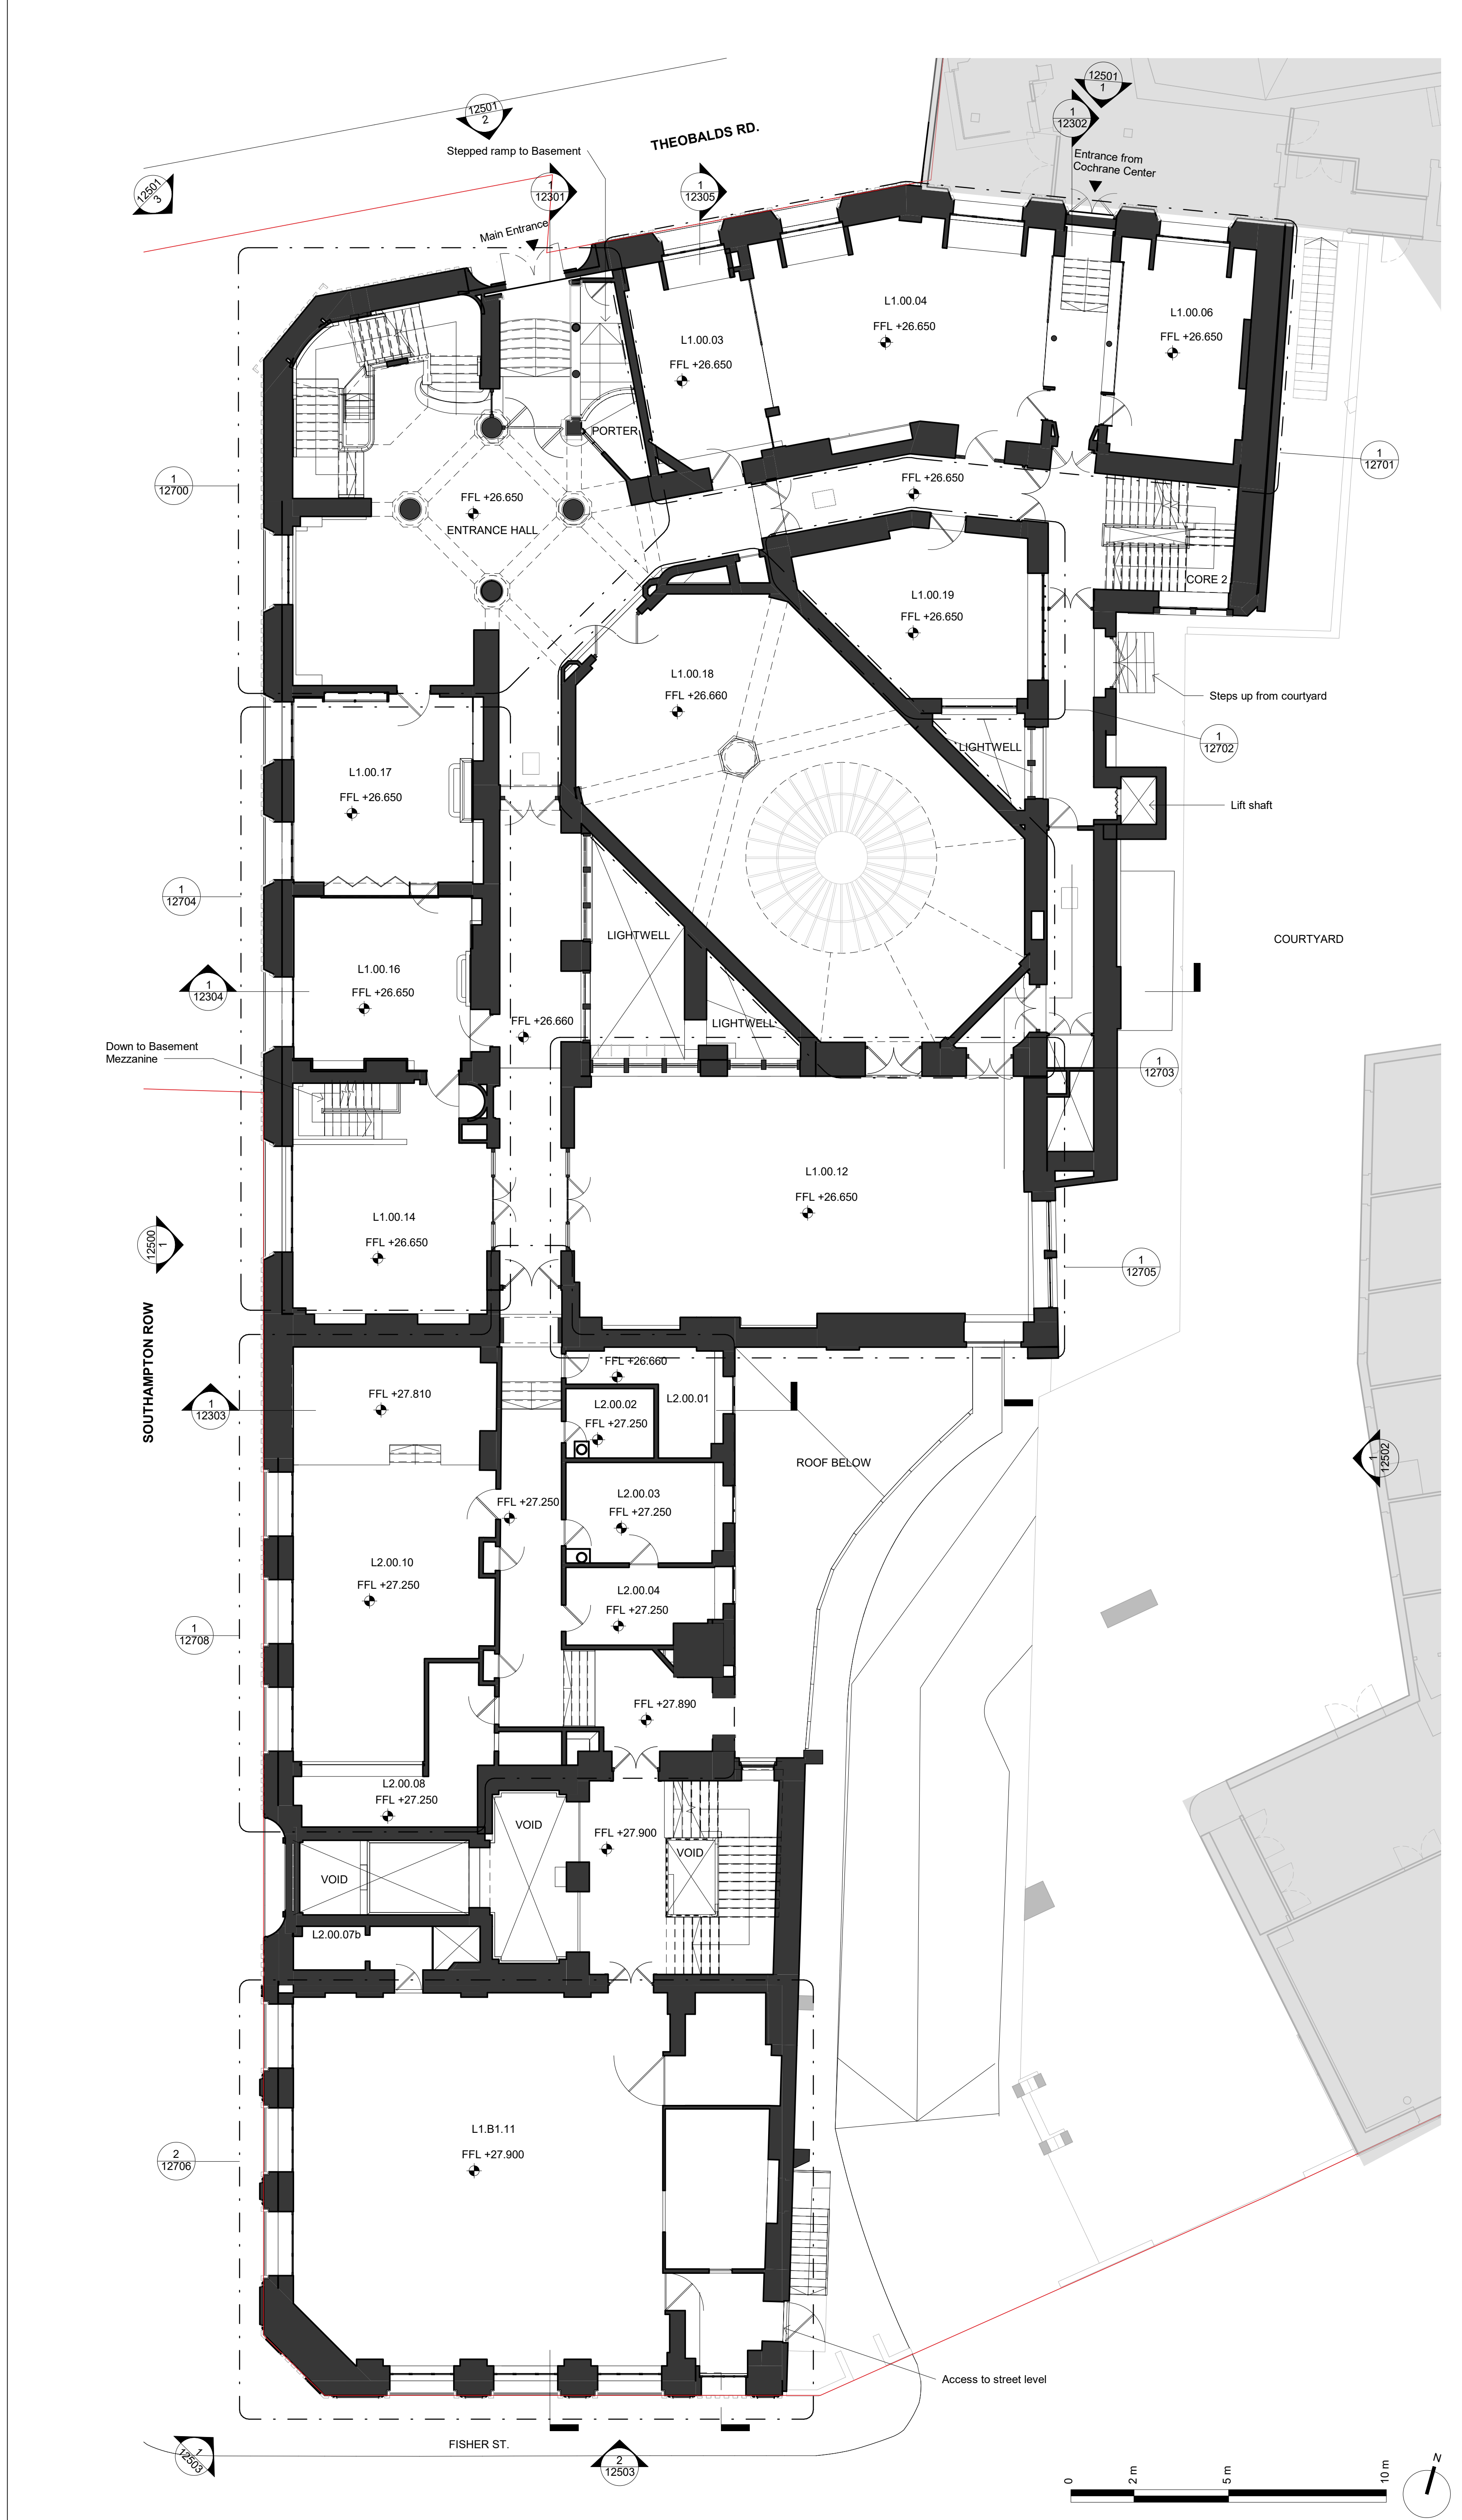 12501
1
12501
2
1
12302
THEOBALDS RD.
Stepped ramp to Basement
Entrance from
Cochrane Center
12501
3
1
12301
1
12305
Main Entrance
L1.00.04
FFL +26.650
L1.00.06
FFL +26.650
L1.00.03
FFL +26.650
PORTER
1
12701
1
12700
FFL +26.650
ENTRANCE HALL
FFL +26.650
CORE 2
L1.00.19
FFL +26.650
L1.00.18
FFL +26.660
Steps up from courtyard
1
12702
LIGHTWELL
L1.00.17
FFL +26.650
Lift shaft
1
12704
LIGHTWELL
COURTYARD
L1.00.16
FFL +26.650
1
12304
FFL +26.660
LIGHTWELL
Down to Basement
Mezzanine
1
12703
L1.00.12
FFL +26.650
L1.00.14
FFL +26.650
12500
1
1
12705
SOUTHAMPTON ROW
FFL +26.660
FFL +27.810
L2.00.01
L2.00.02
FFL +27.250
1
12303
ROOF BELOW
1
12502
L2.00.03
FFL +27.250
FFL +27.250
L2.00.10
FFL +27.250
L2.00.04
FFL +27.250
1
12708
FFL +27.890
L2.00.08
FFL +27.250
VOID
FFL +27.900
VOID
VOID
L2.00.07b
L1.B1.11
FFL +27.900
2
12706
Access to street level
FISHER ST.
1
12503
2
12503
0
2 m
5 m
10 m
N